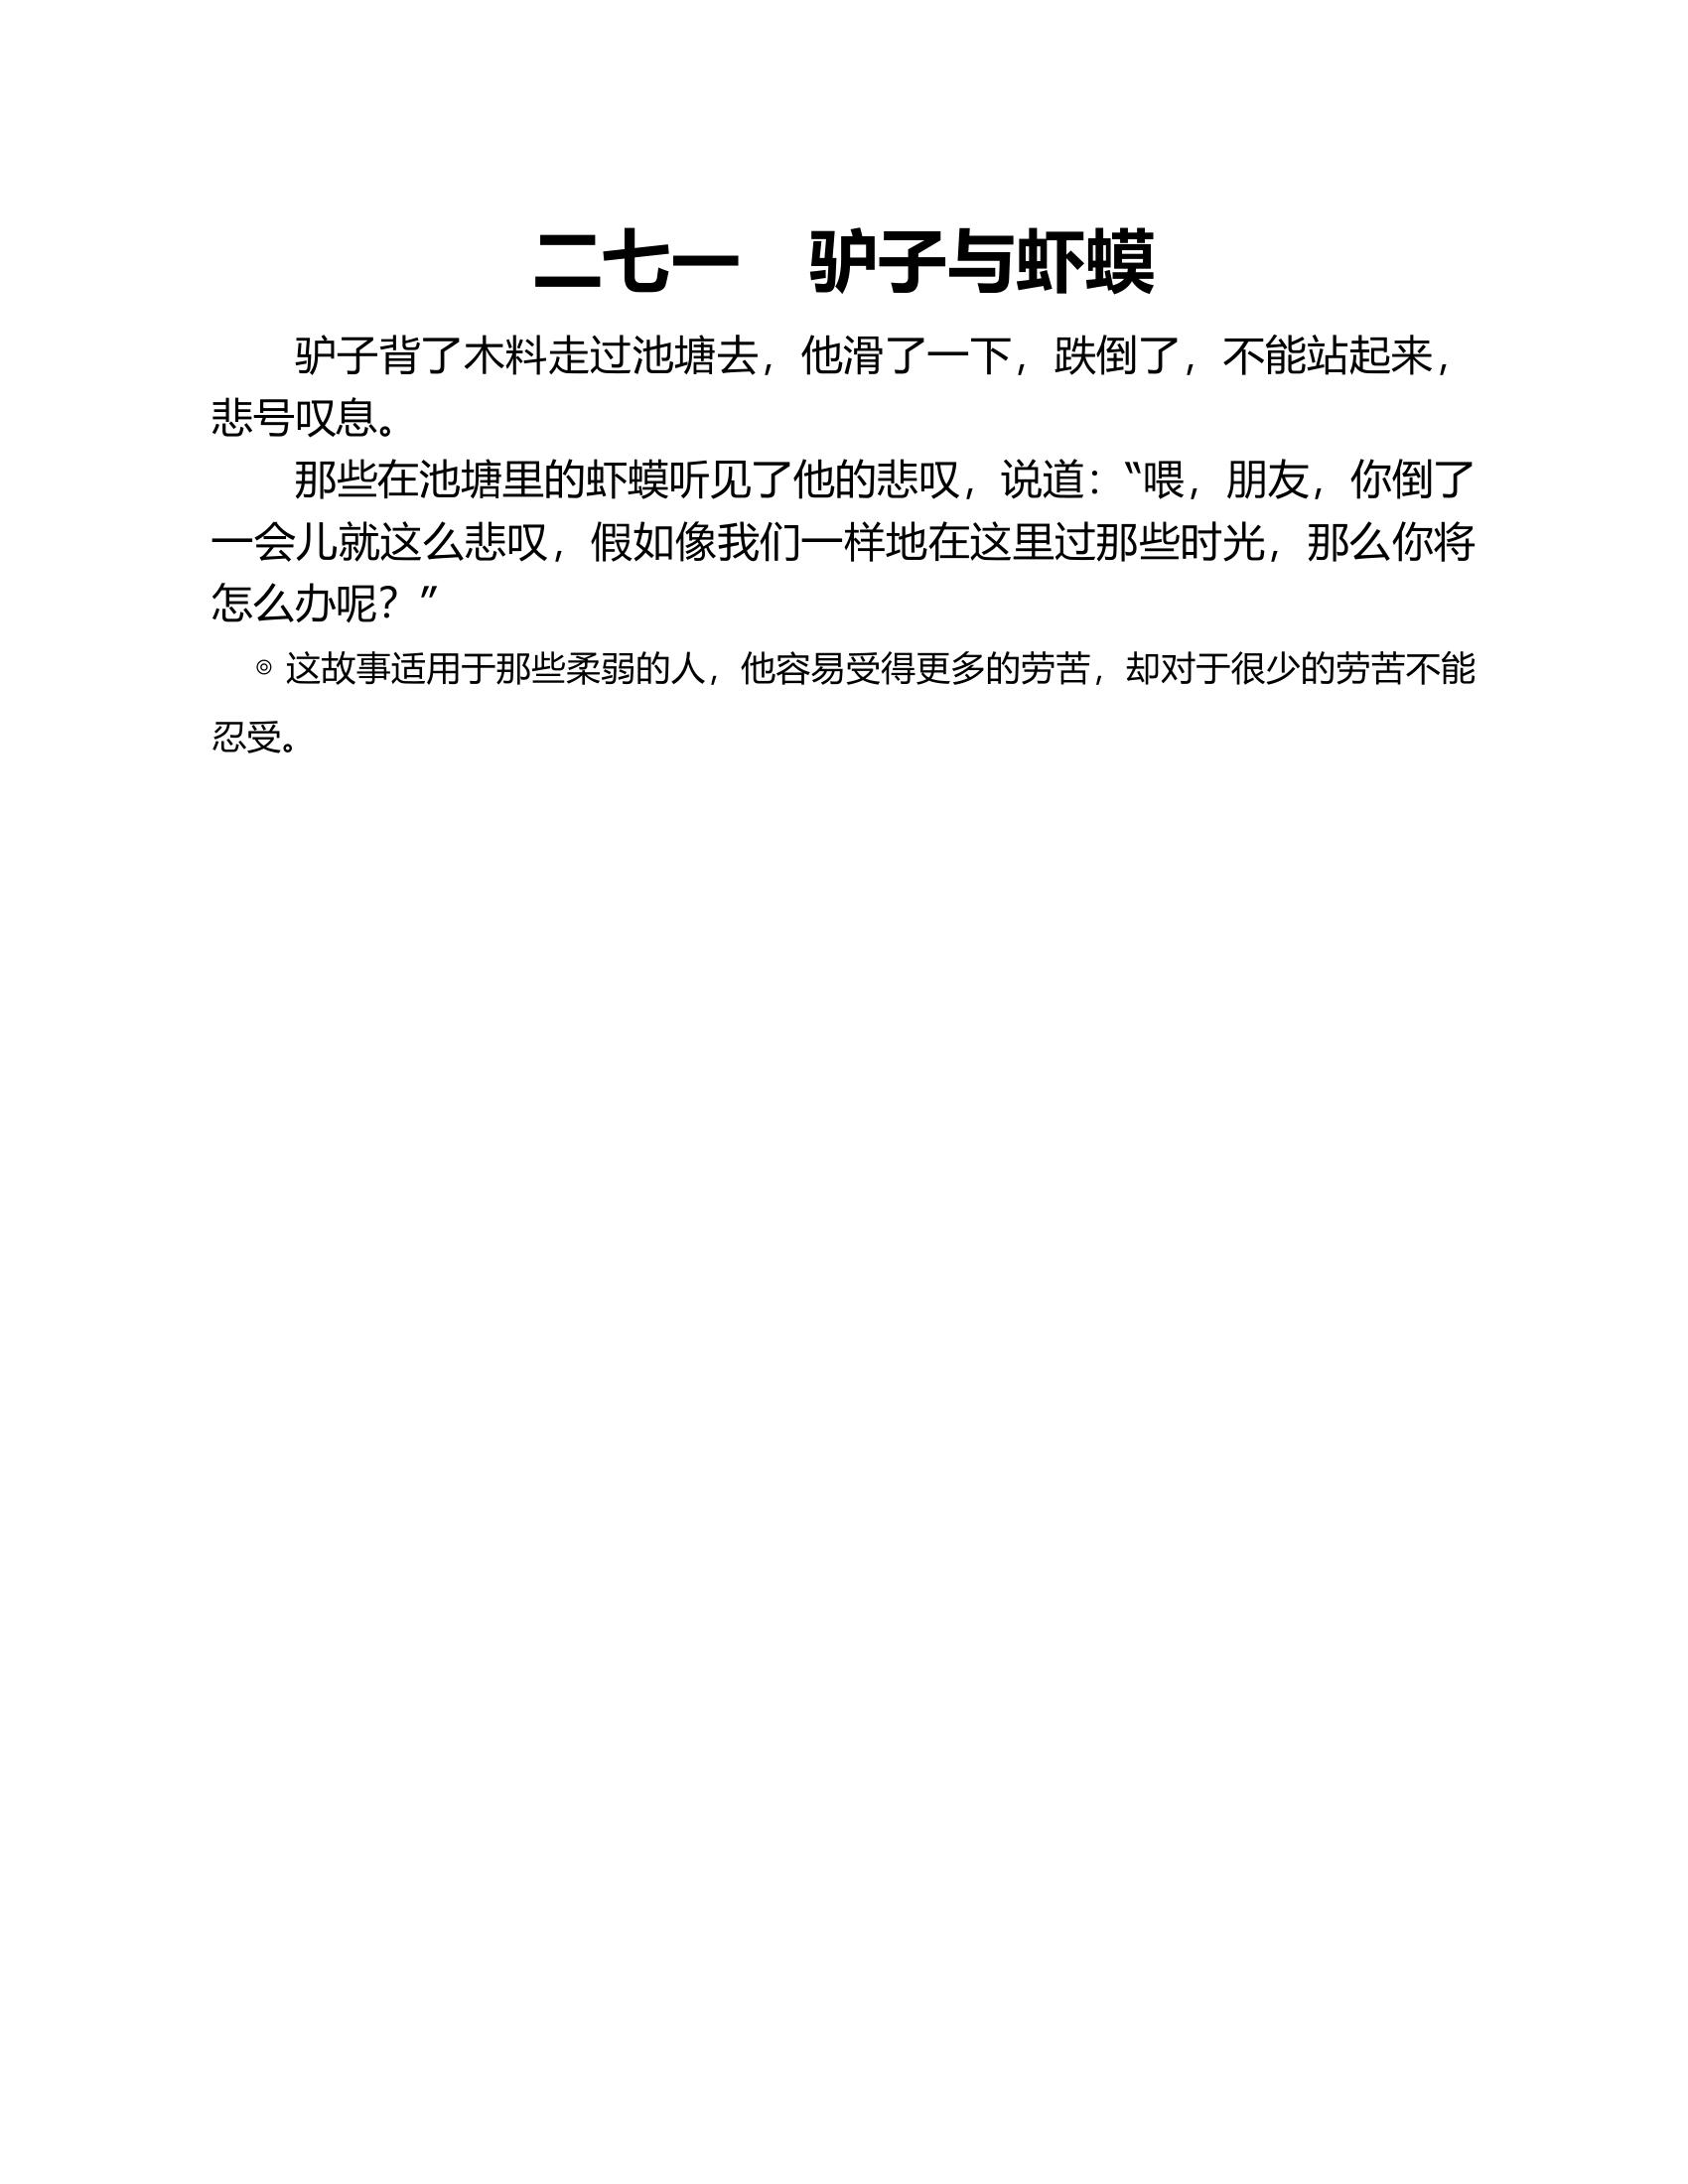 二七一　驴子与虾蟆
驴子背了木料走过池塘去，他滑了一下，跌倒了，不能站起来，
悲号叹息。
那些在池塘里的虾蟆听见了他的悲叹，说道：“喂，朋友，你倒了
一会儿就这么悲叹，假如像我们一样地在这里过那些时光，那么你将
怎么办呢？”
◎ 这故事适用于那些柔弱的人，他容易受得更多的劳苦，却对于很少的劳苦不能
忍受。